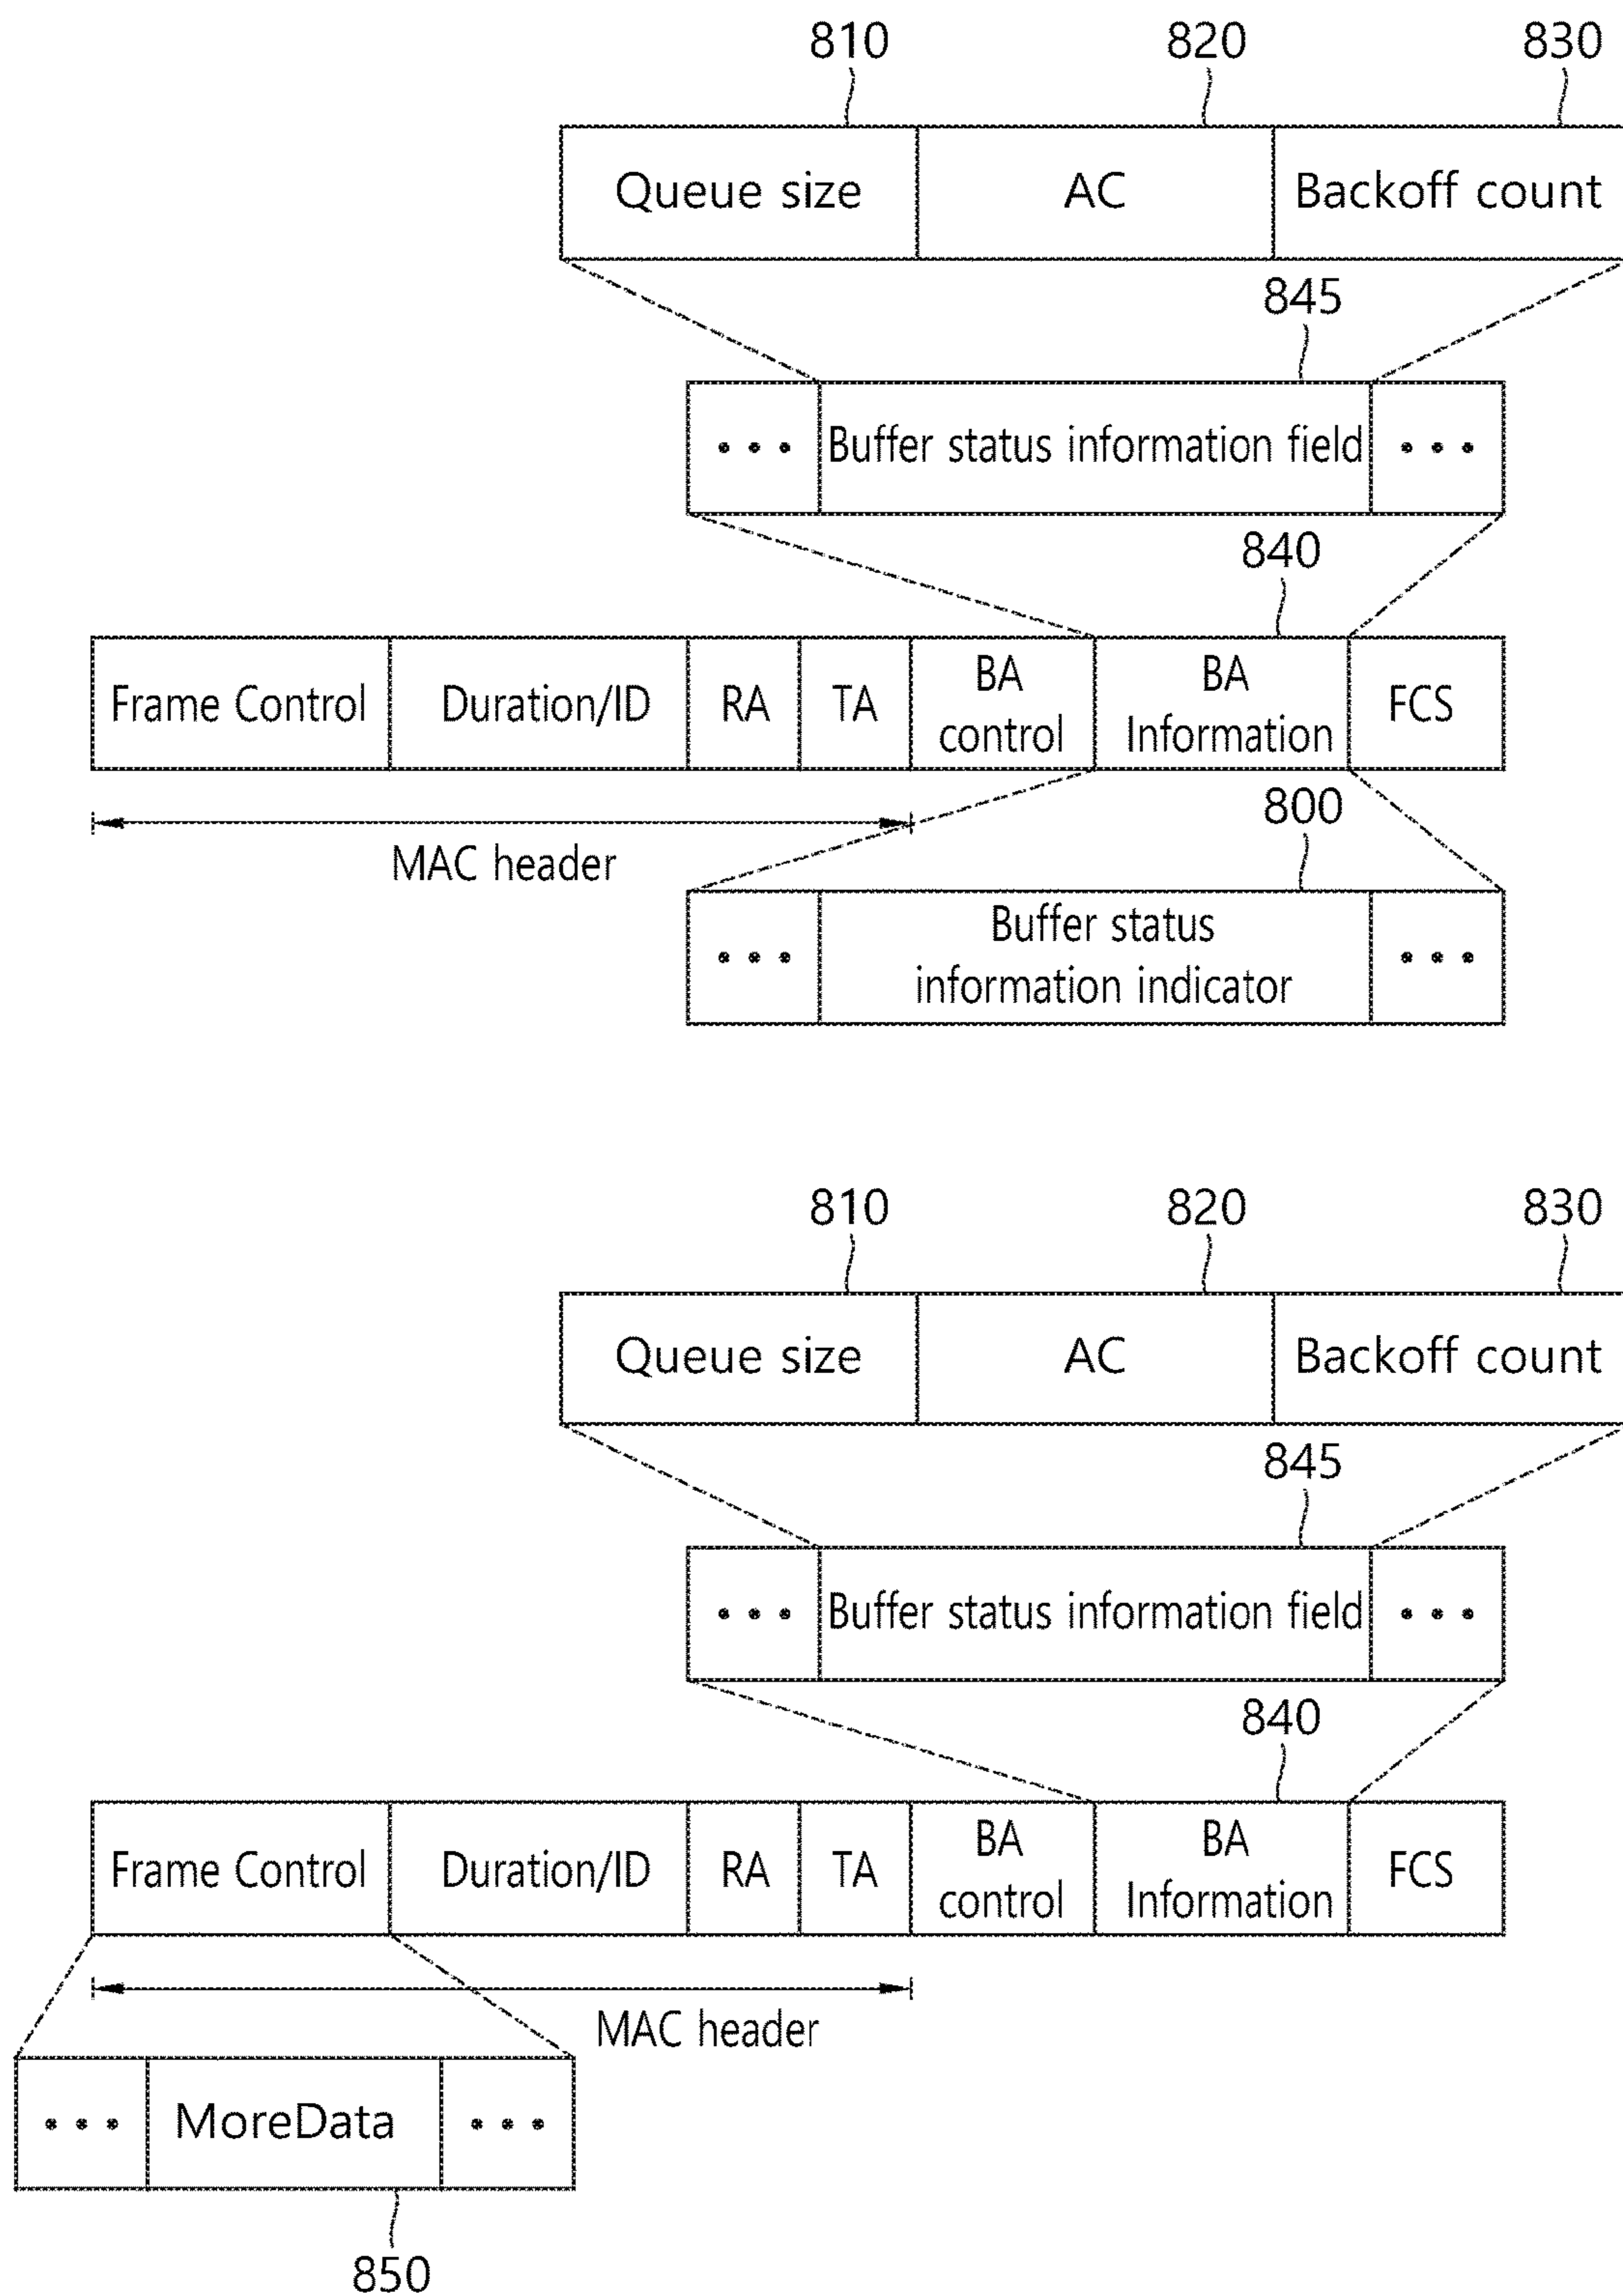 810 820 830
Queue size AC Backoff count
845
••• Buffer status information field •••
840
Frame Control Duration/ID RA TA BA control BA Information FCS
800
MAC header
••• Buffer status information indicator •••
810 820 830
Queue size AC Backoff count
845
••• Buffer status information field •••
840
Frame Control Duration/ID RA TA BA control BA Information FCS
MAC header
••• MoreData •••
850